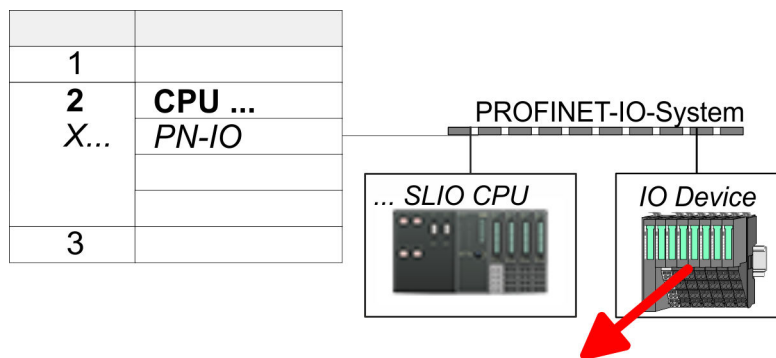 1
2 CPU ...
X... PN-IO
3
PROFINET-IO-System
... SLIO CPU
IO Device